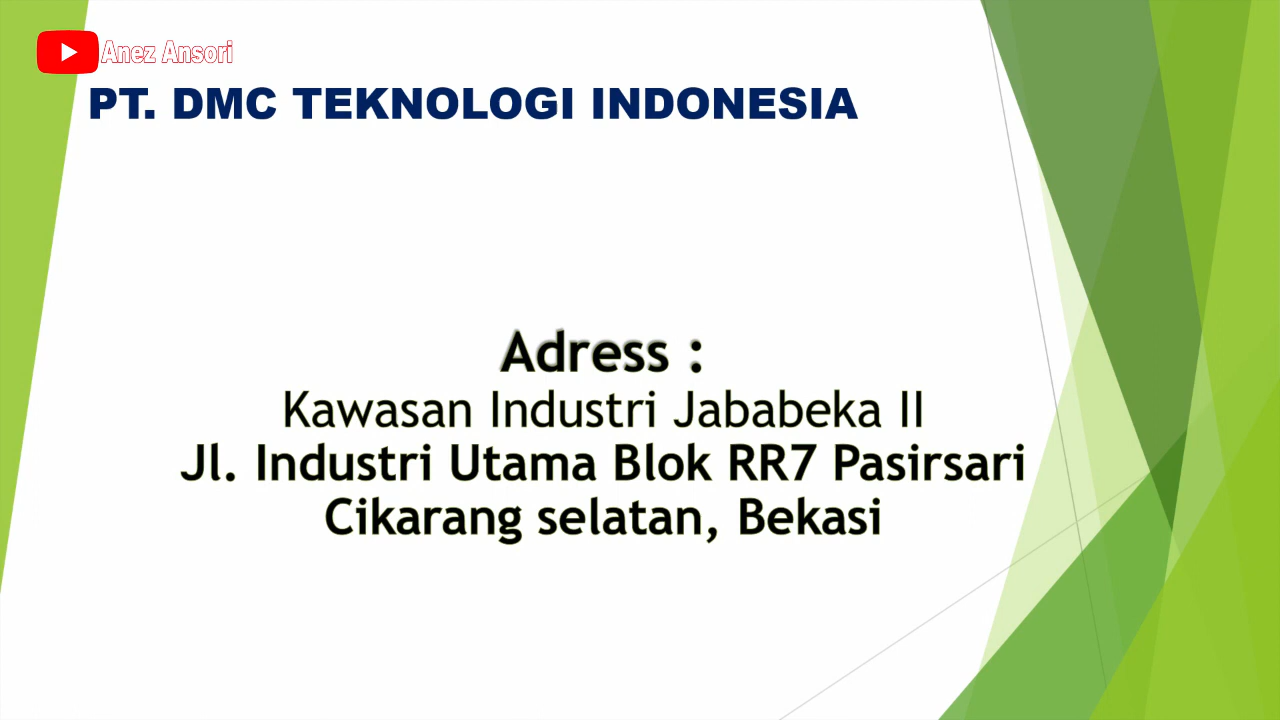 Anez Ansori
PT. DMC TEKNOLOGI INDONESIA
Adress :
Kawasan Industri Jababeka II
Jl. Industri Utama Blok RR7 Pasirsari
Cikarang selatan, Bekasi